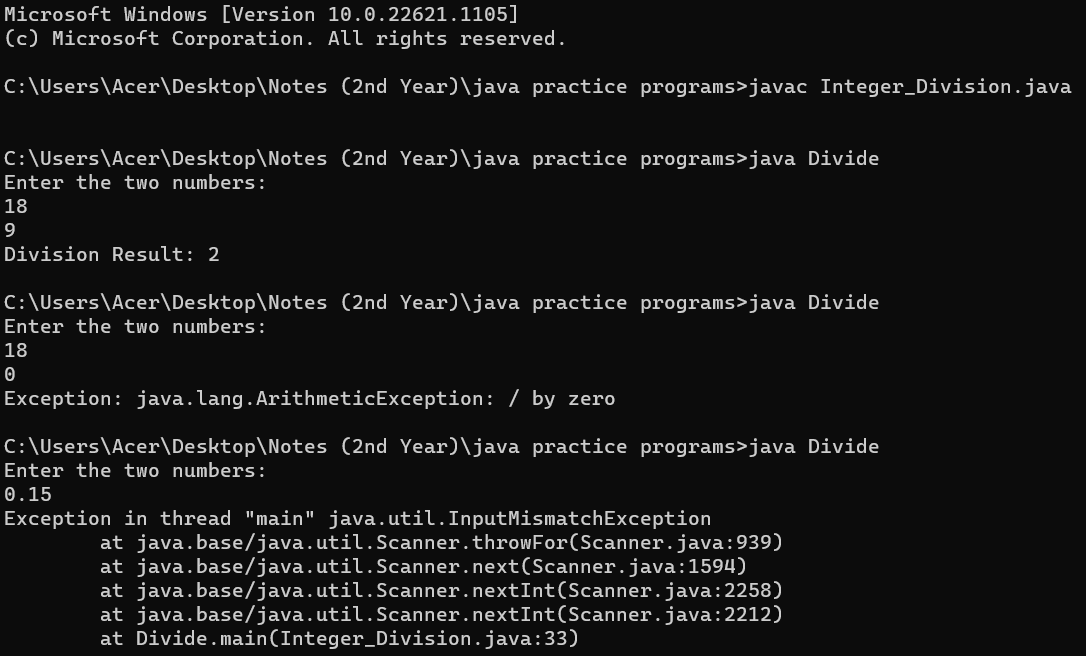 Microsoft Windows [Version 10.0.22621.1105]
(c) Microsoft Corporation. All rights reserved.
C:\Users\Acer\Desktop\Notes (2nd Year)\java practice programs>javac Integer_Division.java
C:\Users\Acer\Desktop\Notes (2nd Year)\java practice programs>java Divide
Enter the two numbers:
18
9
Division Result: 2
C:\Users\Acer\Desktop\Notes (2nd Year)\java practice programs>java Divide
Enter the two numbers:
18
0
Exception: java.lang.ArithmeticException: / by zero
C:\Users\Acer\Desktop\Notes (2nd Year)\java practice programs>java Divide
Enter the two numbers:
0.15
Exception in thread "main" java.util.InputMismatchException
        at java.base/java.util.Scanner.throwFor(Scanner.java:939)
        at java.base/java.util.Scanner.next(Scanner.java:1594)
        at java.base/java.util.Scanner.nextInt(Scanner.java:2258)
        at java.base/java.util.Scanner.nextInt(Scanner.java:2212)
        at Divide.main(Integer_Division.java:33)